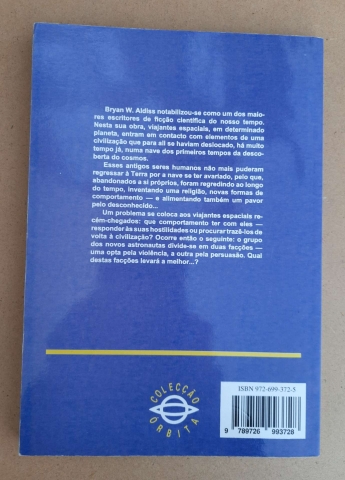 Bryan W. Aldiss notabilizou-se como um dos maio-
res escritores de ficção científica do nosso tempo.
Nesta sua obra, viajantes espaciais, em determinado
planeta, entram em contacto com elementos de uma
civilização que para ali se haviam deslocado, há muito
tempo já, numa nave dos primeiros tempos da desco-
berta do cosmos.
Esses antigos seres humanos não mais puderam
regressar à Terra por a nave se ter avariado, pelo que,
abandonados a si próprios, foram regredindo ao longo
do tempo, inventando uma religião, novas formas de
comportamento — e alimentando também um pavor
pelo desconhecido...
Um problema se coloca aos viajantes espaciais re-
cém-chegados: que comportamento ter com eles —
responder às suas hostilidades ou procurar trazê-los de
volta à civilização? Ocorre então o seguinte: o grupo
dos novos astronautas divide-se em duas facções —
uma opta pela violência, a outra pela persuasão. Qual
destas facções levará a melhor...?
COLECÇÃO
ÓRBITA
ISBN 972-699-372-5
9 789726 993728